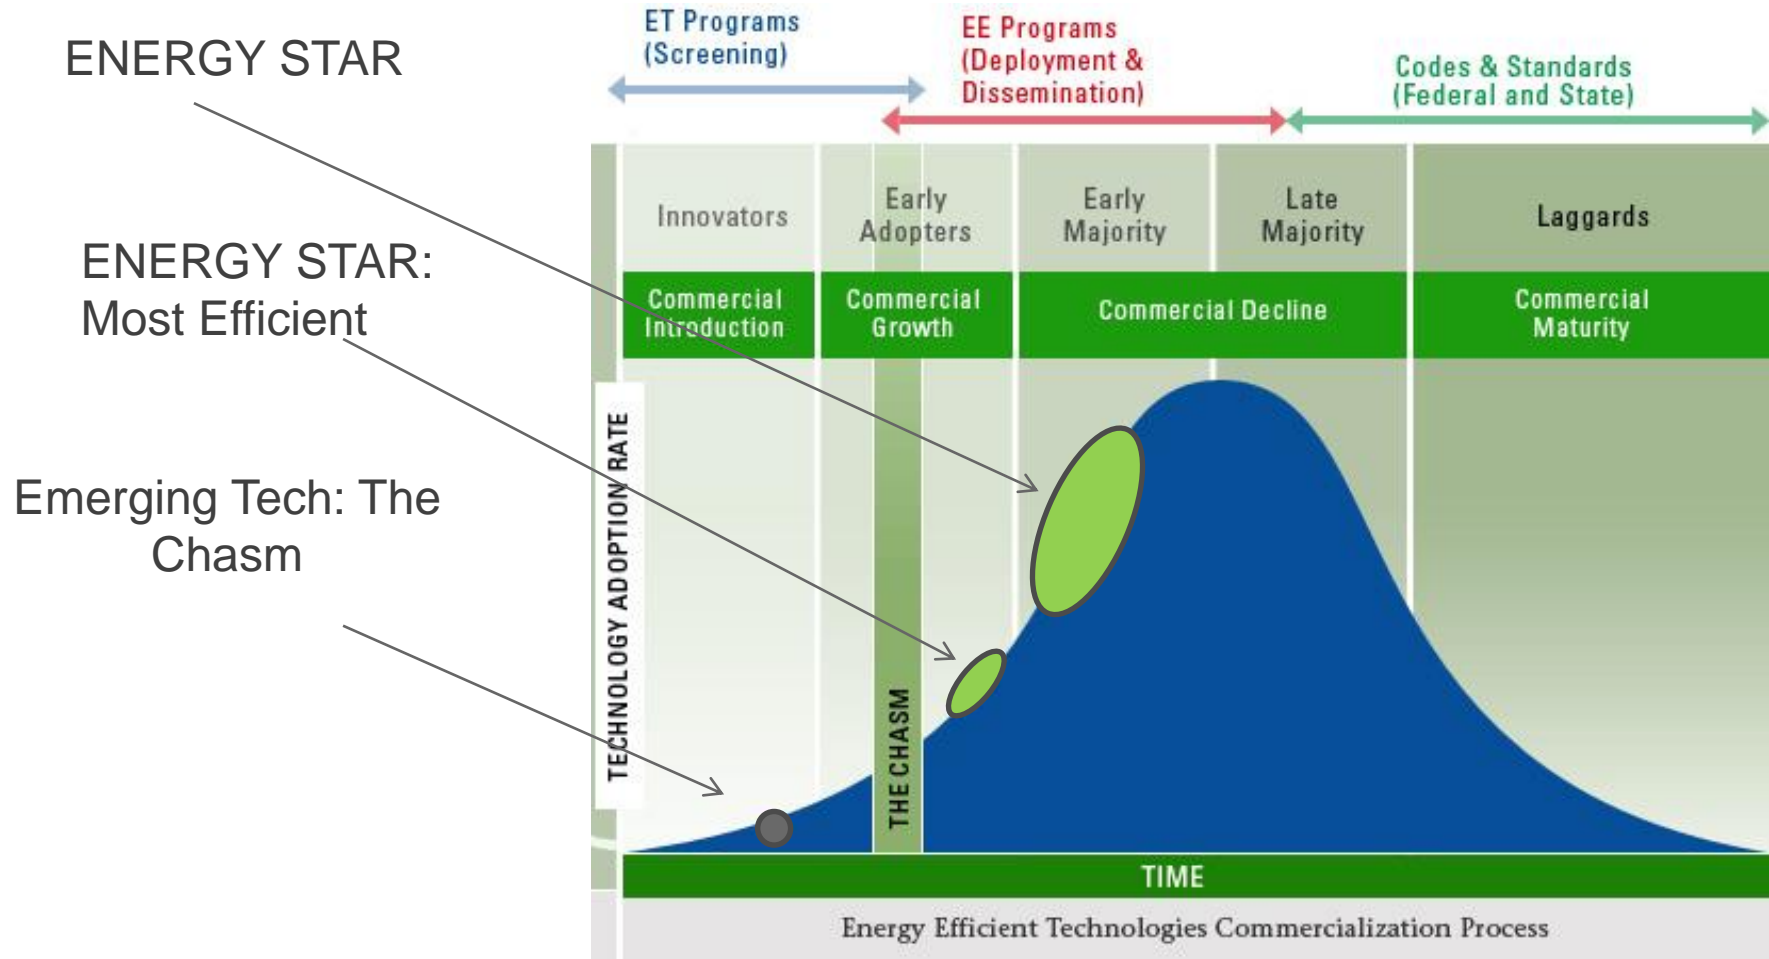 ENERGY STAR
ENERGY STAR:
Most Efficient
Emerging Tech: The
Chasm
ET Programs
(Screening)
EE Programs
(Deployment &
Dissemination)
Codes & Standards
(Federal and State)
Innovators
Early
Adopters
Early
Majority
Late
Majority
Laggards
Commercial
Introduction
Commercial
Growth
Commercial Decline
Commercial
Maturity
TECHNOLOGY ADOPTION RATE
THE CHASM
TIME
Energy Efficient Technologies Commercialization Process